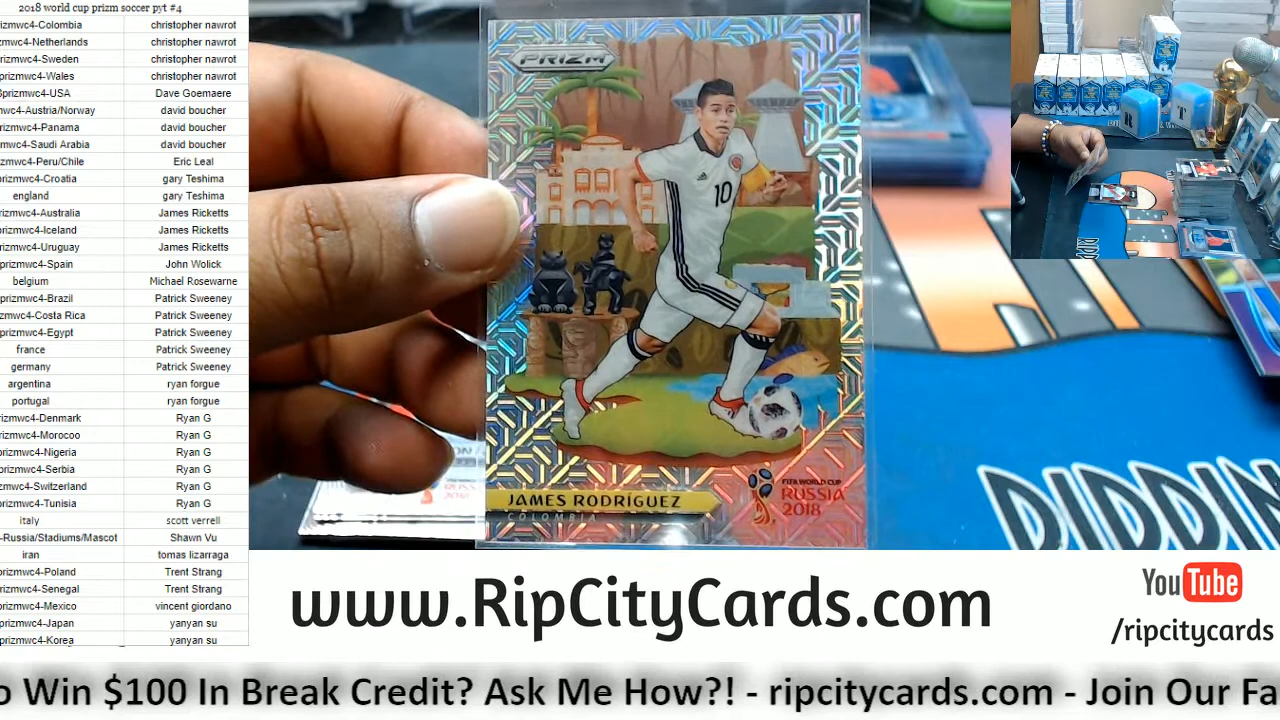 2018 world cup prizm soccer pyt #4
rizmwc4-Colombia christopher nawrot
zmwc4-Netherlands christopher nawrot
rizmwc4-Sweden christopher nawrot
prizmwc4-Wales christopher nawrot
prizmwc4-USA Dave Goemaere
mwc4-Austria/Norway david boucher
rizmwc4-Panama david boucher
mwc4-Saudi Arabia david boucher
zmwc4-Peru/Chile Eric Leal
rizmwc4-Croatia gary Teshima
england gary Teshima
rizmwc4-Australia James Ricketts
prizmwc4-Iceland James Ricketts
rizmwc4-Uruguay James Ricketts
prizmwc4-Spain John Wolick
belgium Michael Rosewarne
prizmwc4-Brazil Patrick Sweeney
zmwc4-Costa Rica Patrick Sweeney
prizmwc4-Egypt Patrick Sweeney
france Patrick Sweeney
germany Patrick Sweeney
argentina ryan forgue
portugal ryan forgue
rizmwc4-Denmark Ryan G
rizmwc4-Morocoo Ryan G
rizmwc4-Nigeria Ryan G
prizmwc4-Serbia Ryan G
zmwc4-Switzerland Ryan G
rizmwc4-Tunisia Ryan G
italy scott verrell
-Russia/Stadiums/Mascot Shawn Vu
iran tomas lizarraga
prizmwc4-Poland Trent Strang
rizmwc4-Senegal Trent Strang
prizmwc4-Mexico vincent giordano
prizmwc4-Japan yanyan su
prizmwc4-Korea yanyan su
PRIZM
10
JAMES RODRÍGUEZ
COLOMBIA
FIFA WORLD CUP
RUSSIA
2018
www.RipCityCards.com
YouTube
/ripcitycards
o Win $100 In Break Credit? Ask Me How?! - ripcitycards.com - Join Our Fa